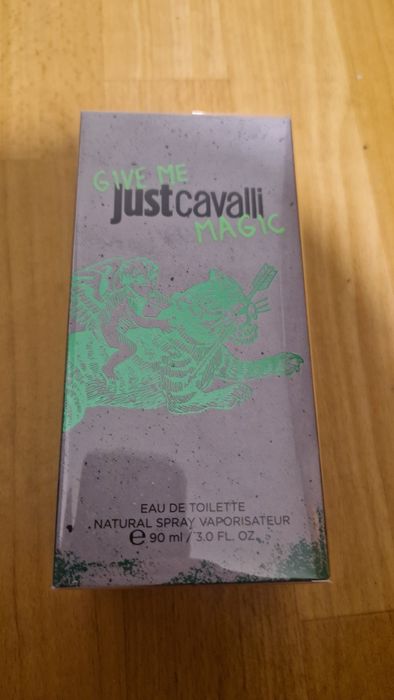 GIVE ME
justcavalli
MAGIC
EAU DE TOILETTE
NATURAL SPRAY VAPORISATEUR
℮ 90 ml / 3.0 FL. OZ.